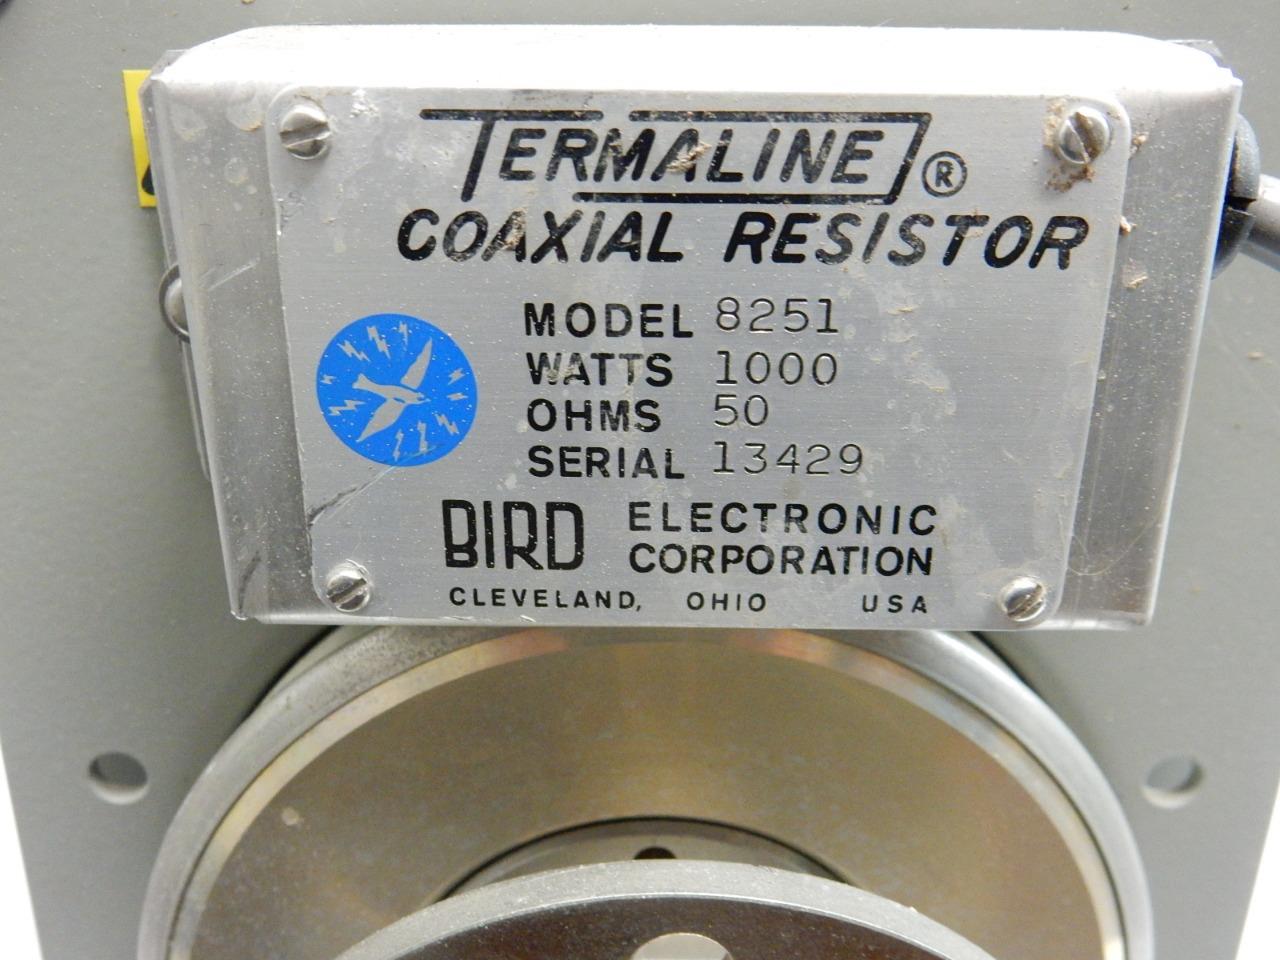 TERMALINE®
COAXIAL RESISTOR
MODEL 8251
WATTS 1000
OHMS 50
SERIAL 13429
BIRD ELECTRONIC
CORPORATION
CLEVELAND, OHIO USA